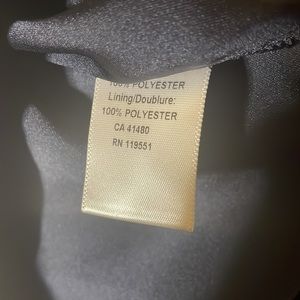 100% POLYESTER
Lining/Doublure:
100% POLYESTER
CA 41480
RN 119551